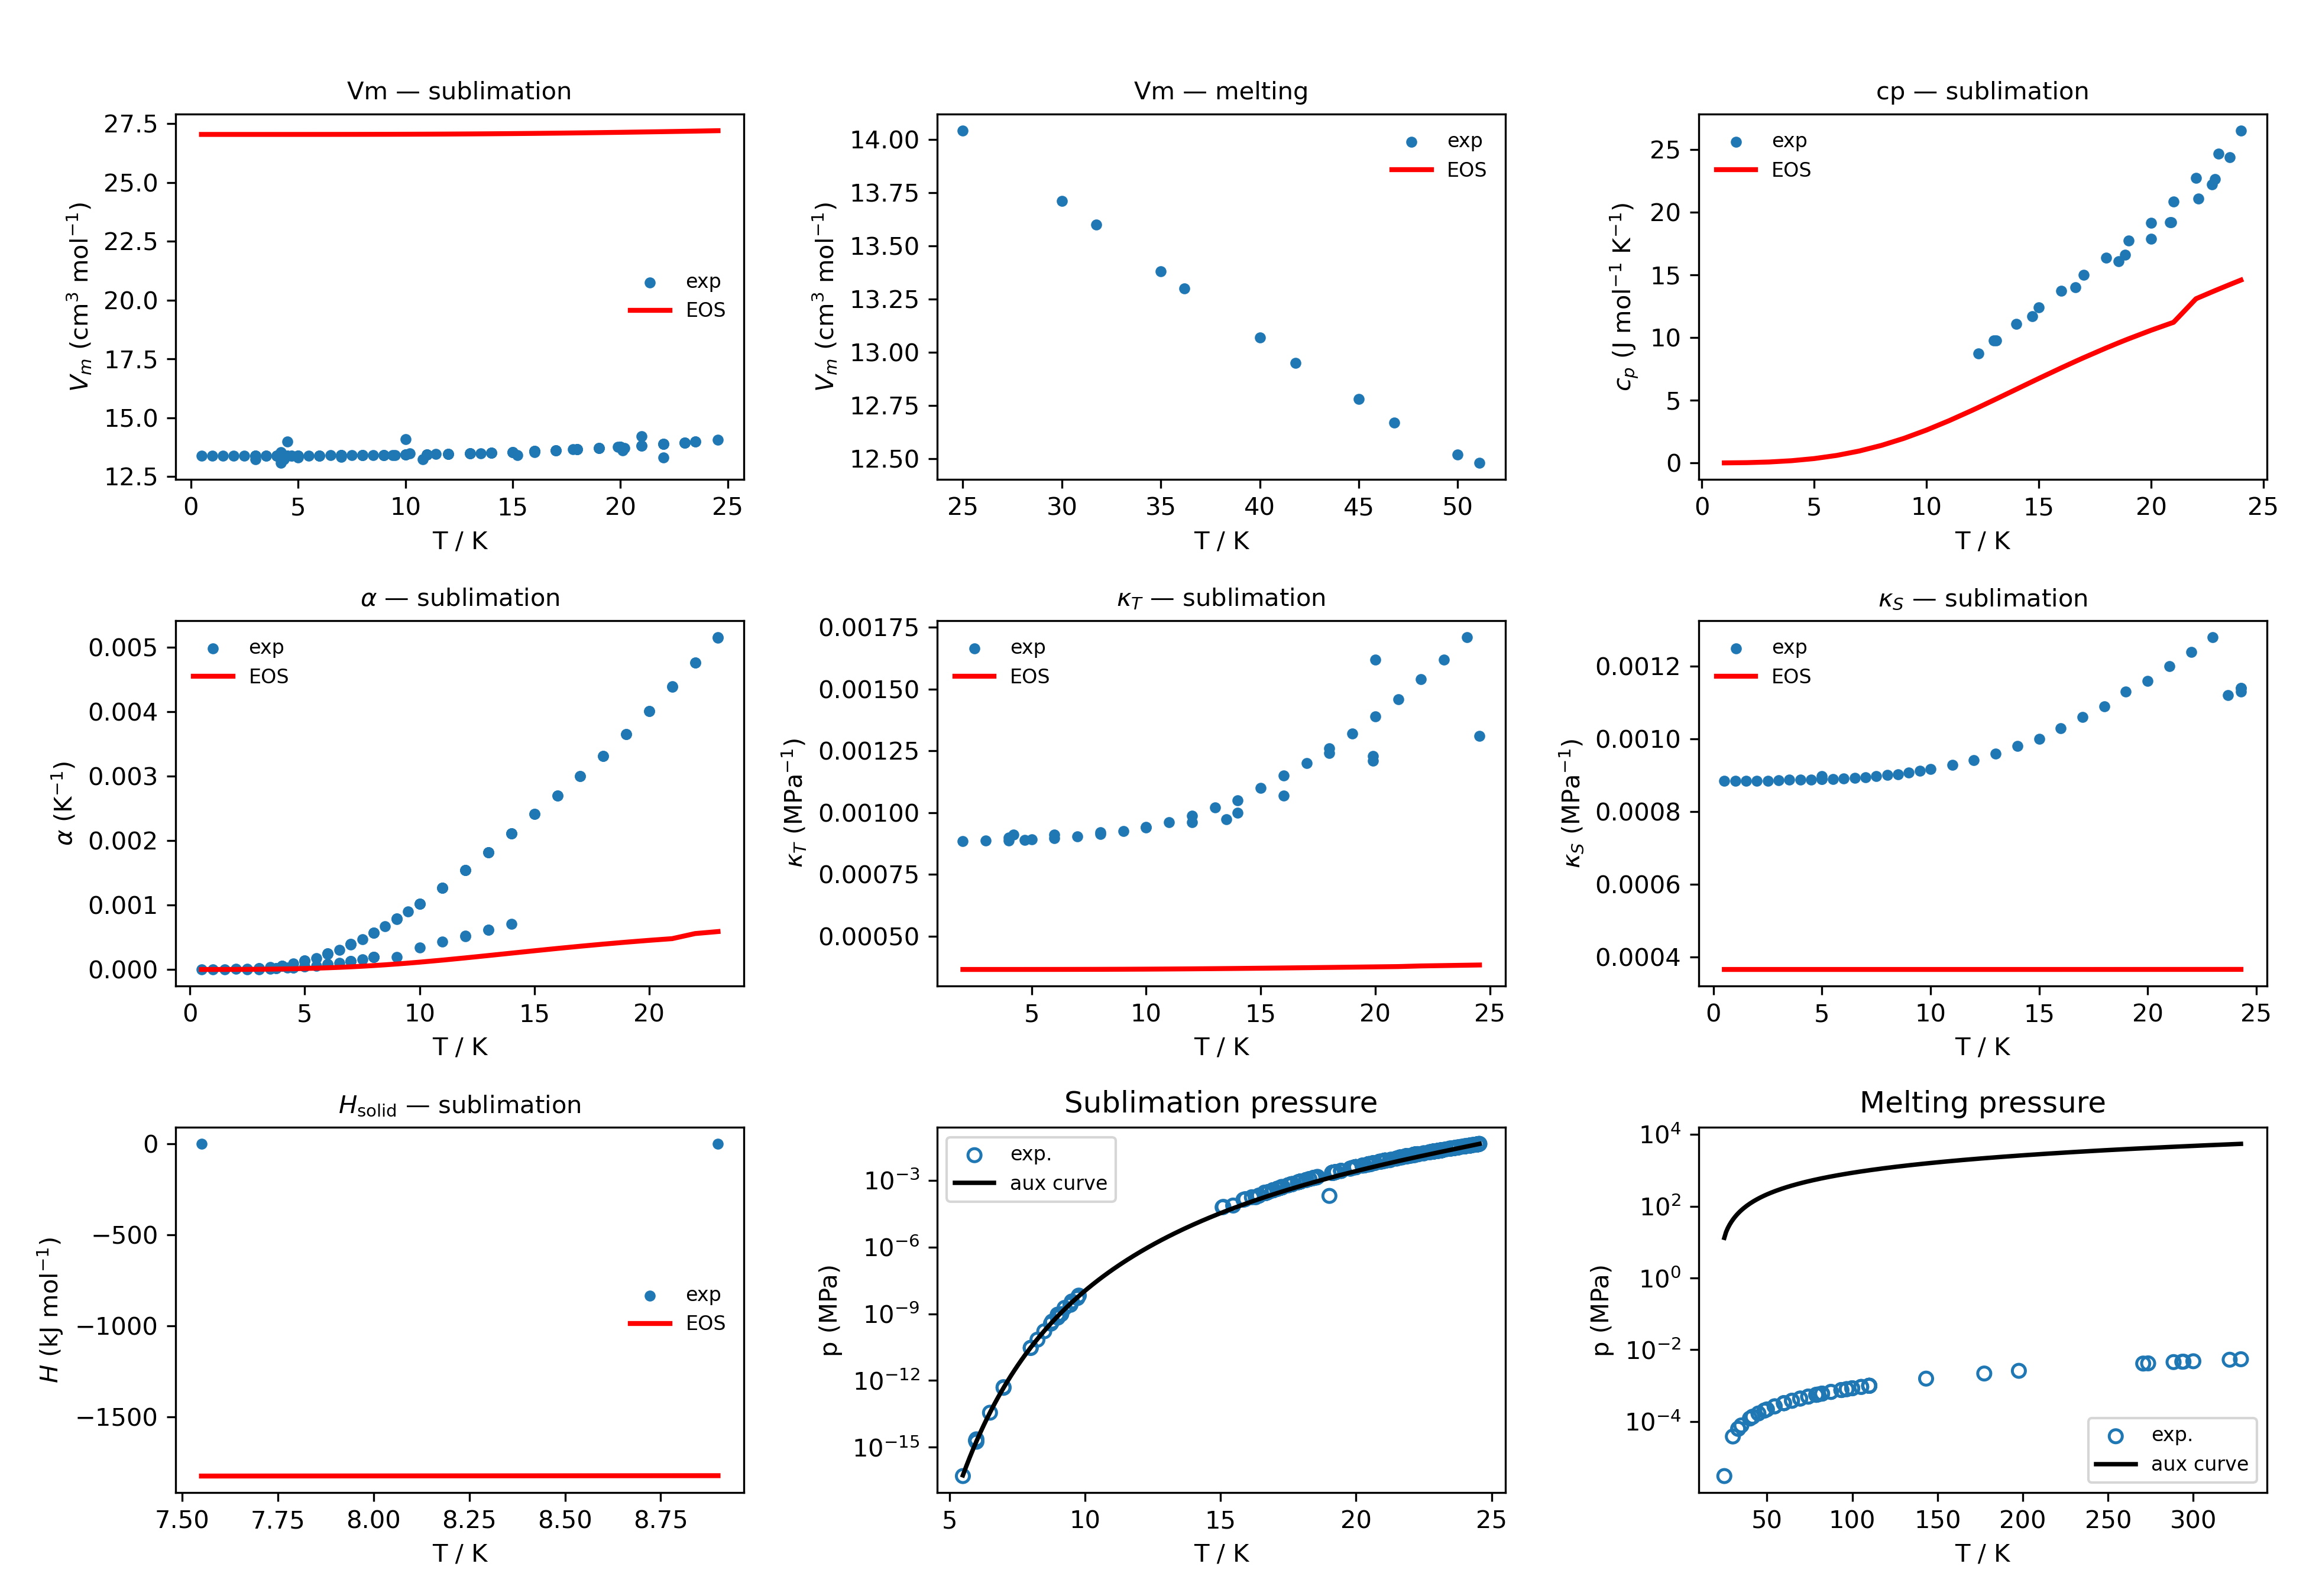 Vm — sublimation
27.5
25.0
22.5
20.0
17.5
15.0
12.5
0 5 10 15 20 25
V_m (cm³ mol⁻¹)
T / K
exp
EOS
Vm — melting
14.00
13.75
13.50
13.25
13.00
12.75
12.50
25 30 35 40 45 50
V_m (cm³ mol⁻¹)
T / K
exp
EOS
cp — sublimation
25
20
15
10
5
0
0 5 10 15 20 25
c_p (J mol⁻¹ K⁻¹)
T / K
exp
EOS
α — sublimation
0.005
0.004
0.003
0.002
0.001
0.000
0 5 10 15 20
α (K⁻¹)
T / K
exp
EOS
κ_T — sublimation
0.00175
0.00150
0.00125
0.00100
0.00075
0.00050
5 10 15 20 25
κ_T (MPa⁻¹)
T / K
exp
EOS
κ_S — sublimation
0.0012
0.0010
0.0008
0.0006
0.0004
0 5 10 15 20 25
κ_S (MPa⁻¹)
T / K
exp
EOS
H_solid — sublimation
0
−500
−1000
−1500
7.50 7.75 8.00 8.25 8.50 8.75
H (kJ mol⁻¹)
T / K
exp
EOS
Sublimation pressure
10⁻³
10⁻⁶
10⁻⁹
10⁻¹²
10⁻¹⁵
5 10 15 20 25
p (MPa)
T / K
exp.
aux curve
Melting pressure
10⁴
10²
10⁰
10⁻²
10⁻⁴
50 100 150 200 250 300
p (MPa)
T / K
exp.
aux curve